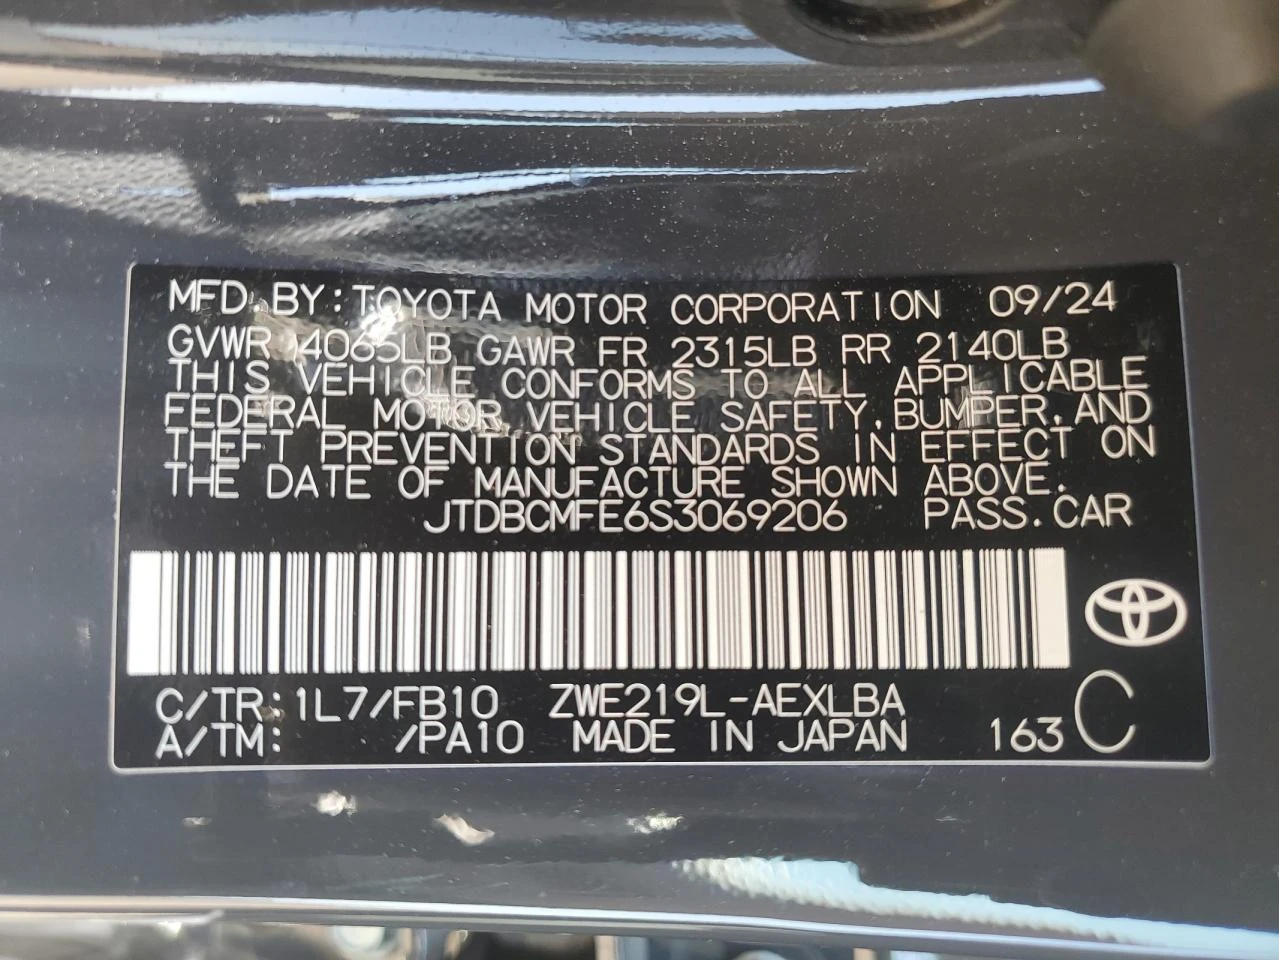 MFD.BY:TOYOTA MOTOR CORPORATION 09/24
GVWR 4065LB GAWR FR 2315LB RR 2140LB
THIS VEHICLE CONFORMS TO ALL APPLICABLE
FEDERAL MOTOR VEHICLE SAFETY,BUMPER,AND
THEFT PREVENTION STANDARDS IN EFFECT ON
THE DATE OF MANUFACTURE SHOWN ABOVE.
JTDBCMFE6S3069206 PASS.CAR
C/TR:1L7/FB10 ZWE219L-AEXLBA
A/TM: /PA10 MADE IN JAPAN 163 C